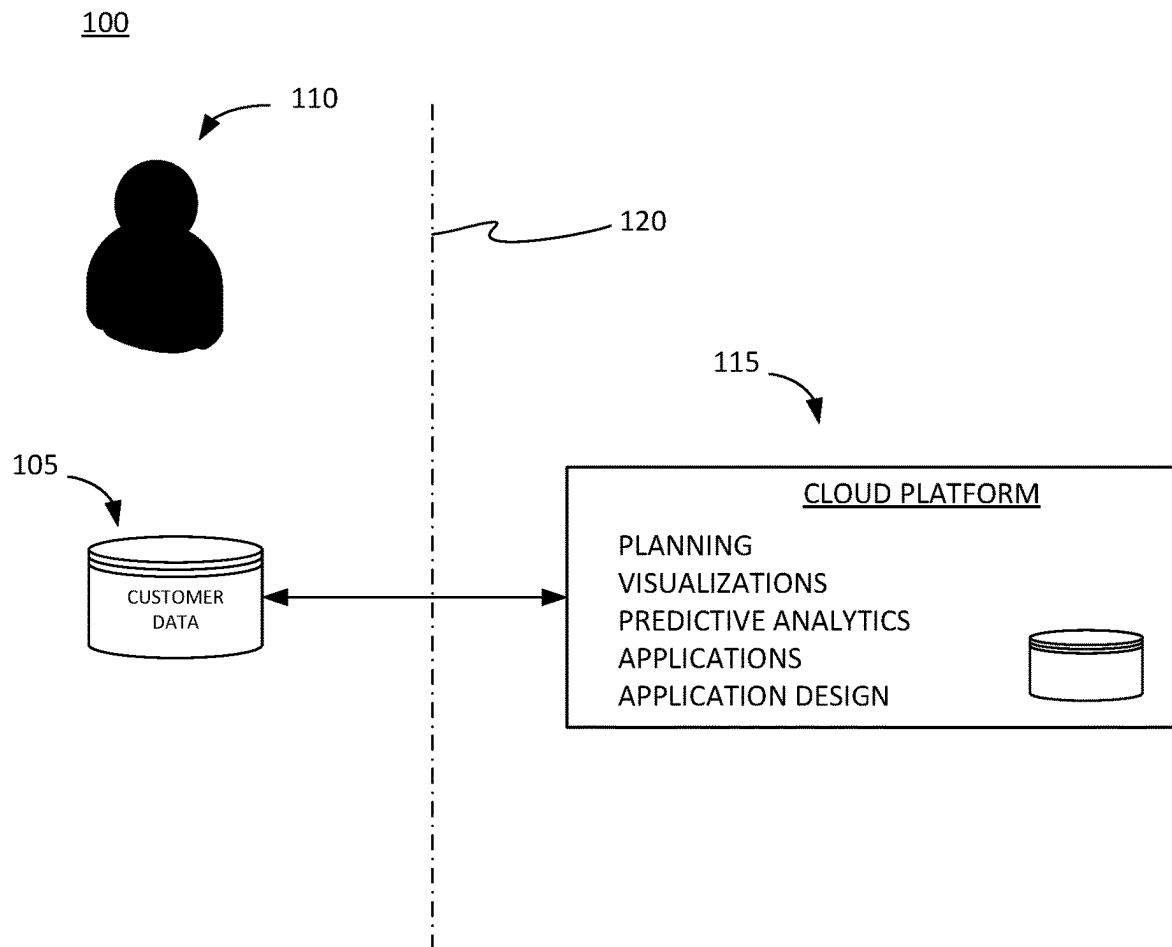 100
110
120
115
105
CLOUD PLATFORM
PLANNING
VISUALIZATIONS
PREDICTIVE ANALYTICS
APPLICATIONS
APPLICATION DESIGN
CUSTOMER
DATA